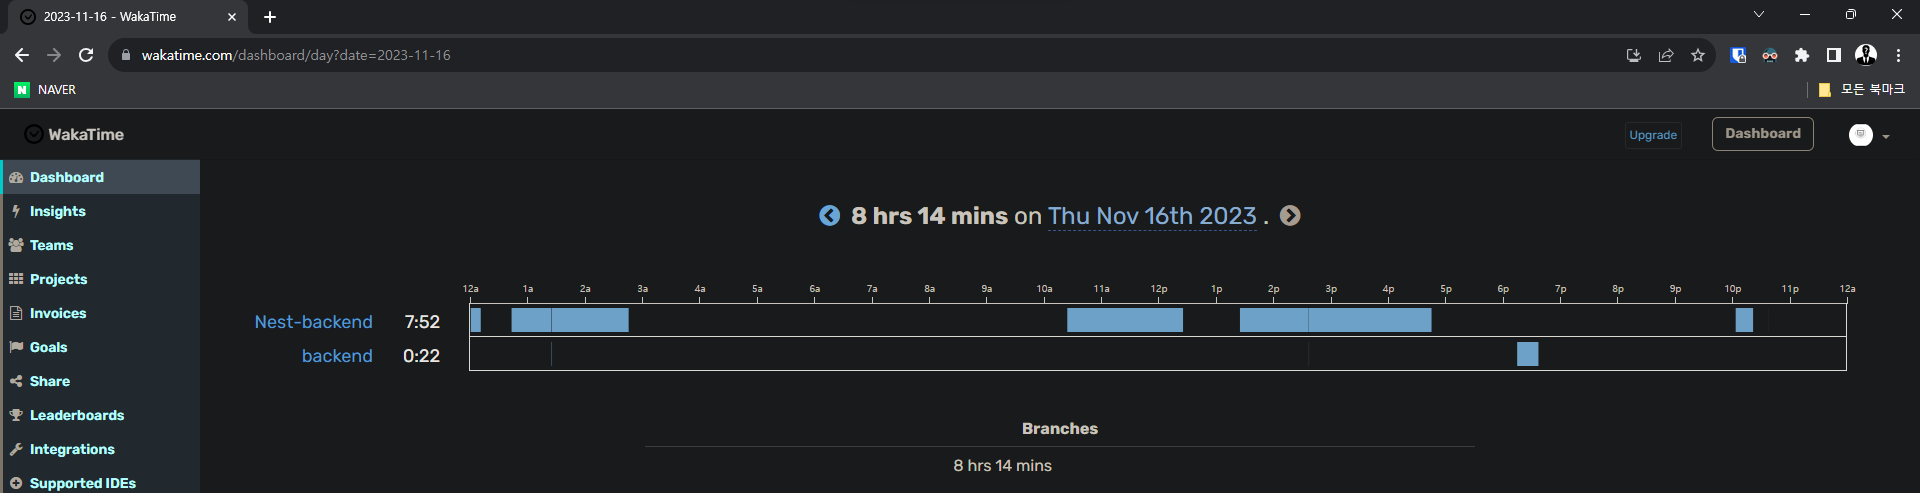 2023-11-16 - WakaTime
wakatime.com/dashboard/day?date=2023-11-16
N NAVER
모든 북마크
WakaTime
Upgrade
Dashboard
Dashboard
Insights
Teams
Projects
Invoices
Goals
Share
Leaderboards
Integrations
Supported IDEs
8 hrs 14 mins on Thu Nov 16th 2023 .
12a 1a 2a 3a 4a 5a 6a 7a 8a 9a 10a 11a 12p 1p 2p 3p 4p 5p 6p 7p 8p 9p 10p 11p 12a
Nest-backend 7:52
backend 0:22
Branches
8 hrs 14 mins